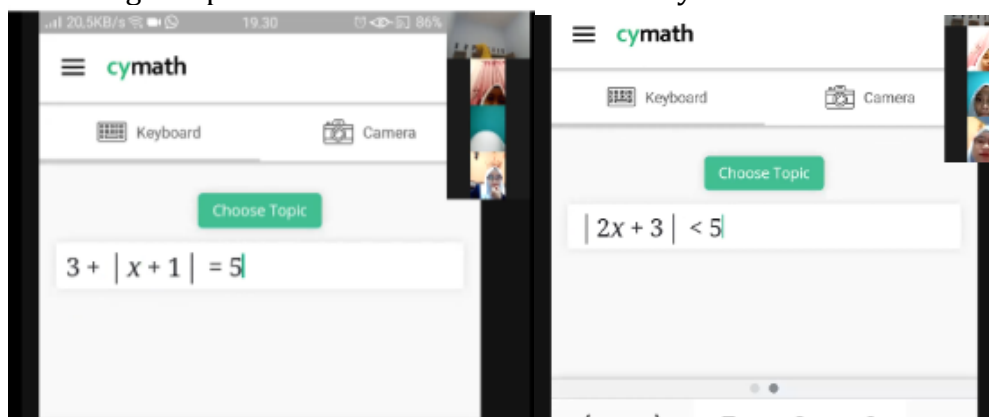 .ıl 20,5KB/s 19.30 86%
cymath
Keyboard Camera
Choose Topic
3 + | x + 1 | = 5
cymath
Keyboard Camera
Choose Topic
| 2x + 3 | < 5